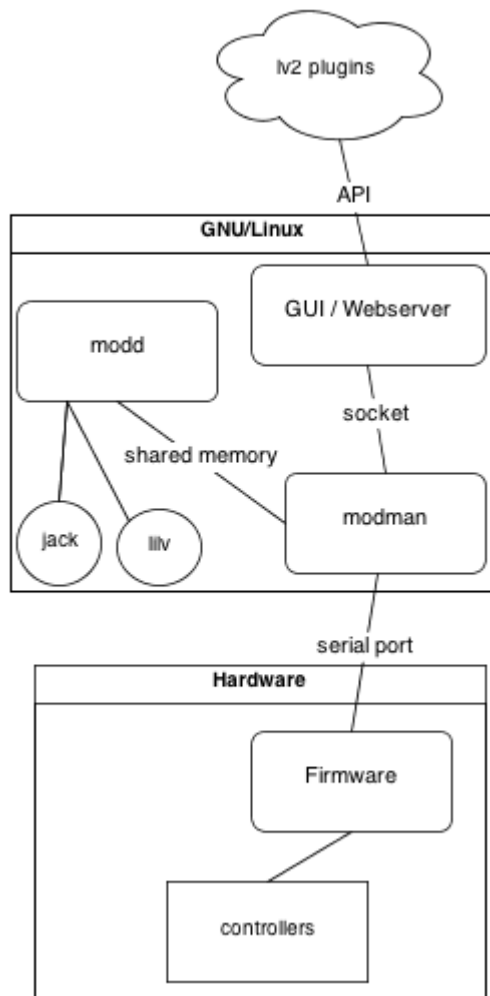 lv2 plugins
API
GNU/Linux
GUI / Webserver
modd
socket
shared memory
modman
jack
lilv
serial port
Hardware
Firmware
controllers